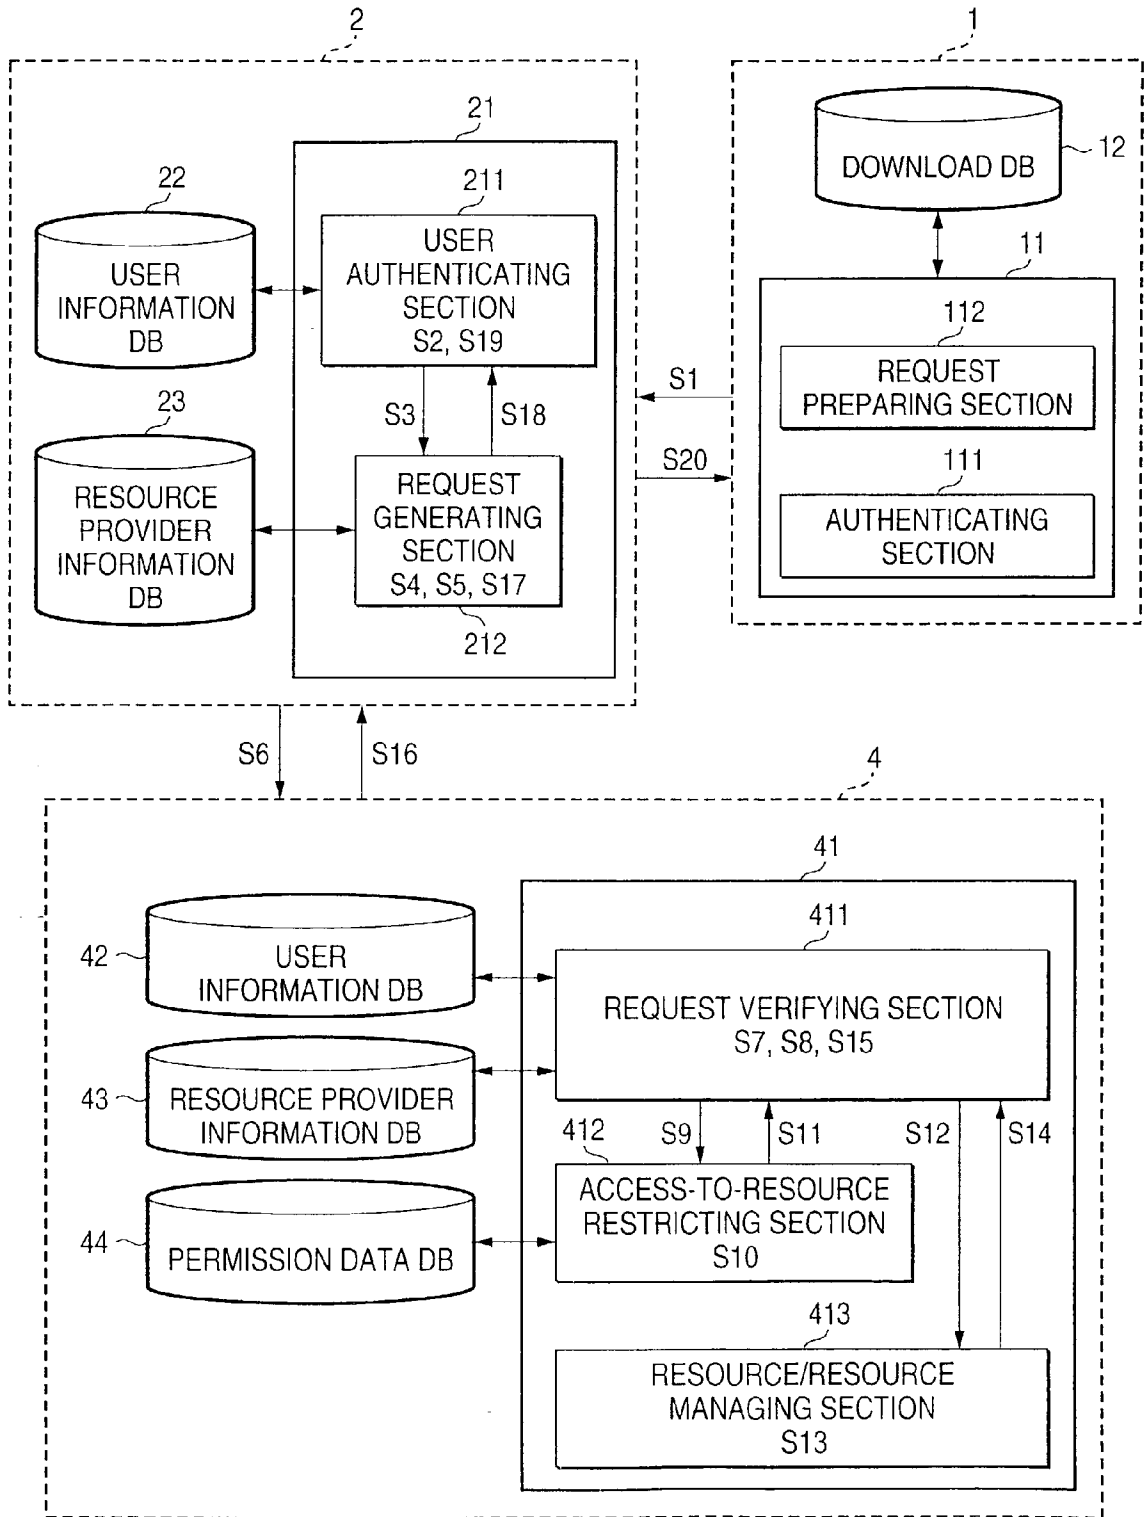 2
1
21
211
22
USER
INFORMATION
DB
USER
AUTHENTICATING
SECTION
S2, S19
S3
S18
23
RESOURCE
PROVIDER
INFORMATION
DB
REQUEST
GENERATING
SECTION
S4, S5, S17
212
S1
S20
DOWNLOAD DB
12
11
112
REQUEST
PREPARING SECTION
111
AUTHENTICATING
SECTION
S6
S16
4
41
411
42
USER
INFORMATION DB
REQUEST VERIFYING SECTION
S7, S8, S15
43
RESOURCE PROVIDER
INFORMATION DB
412
S9
S11
S12
S14
44
PERMISSION DATA DB
ACCESS-TO-RESOURCE
RESTRICTING SECTION
S10
413
RESOURCE/RESOURCE
MANAGING SECTION
S13